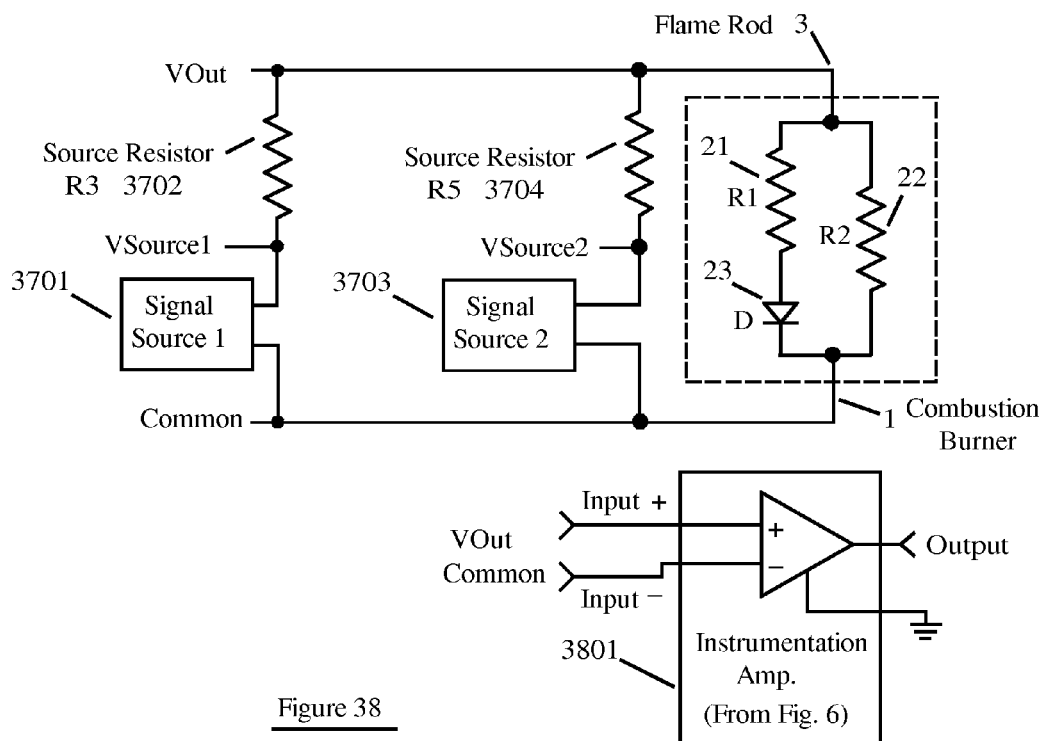 Flame Rod 3
VOut
21
Source Resistor
R3 3702
Source Resistor
R5 3704
R1
22
R2
VSource1
VSource2
3701
Signal
Source 1
3703
Signal
Source 2
23
D
Common
1 Combustion
Burner
Input +
VOut
+
Output
Common
−
Input −
3801
Instrumentation
Amp.
(From Fig. 6)
Figure 38